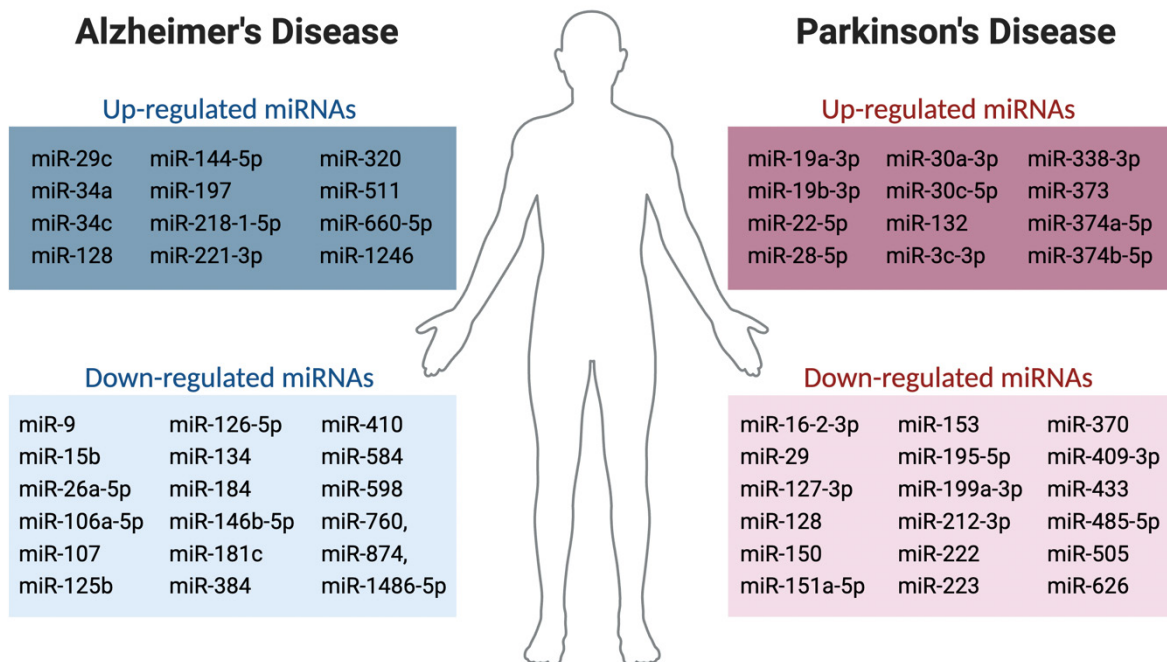 Alzheimer's Disease
Up-regulated miRNAs
miR-29c miR-144-5p miR-320
miR-34a miR-197 miR-511
miR-34c miR-218-1-5p miR-660-5p
miR-128 miR-221-3p miR-1246
Down-regulated miRNAs
miR-9 miR-126-5p miR-410
miR-15b miR-134 miR-584
miR-26a-5p miR-184 miR-598
miR-106a-5p miR-146b-5p miR-760,
miR-107 miR-181c miR-874,
miR-125b miR-384 miR-1486-5p
Parkinson's Disease
Up-regulated miRNAs
miR-19a-3p miR-30a-3p miR-338-3p
miR-19b-3p miR-30c-5p miR-373
miR-22-5p miR-132 miR-374a-5p
miR-28-5p miR-3c-3p miR-374b-5p
Down-regulated miRNAs
miR-16-2-3p miR-153 miR-370
miR-29 miR-195-5p miR-409-3p
miR-127-3p miR-199a-3p miR-433
miR-128 miR-212-3p miR-485-5p
miR-150 miR-222 miR-505
miR-151a-5p miR-223 miR-626